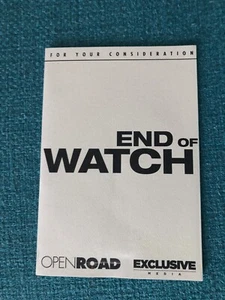 FOR YOUR CONSIDERATION
END OF
WATCH
OPEN ROAD EXCLUSIVE
MEDIA